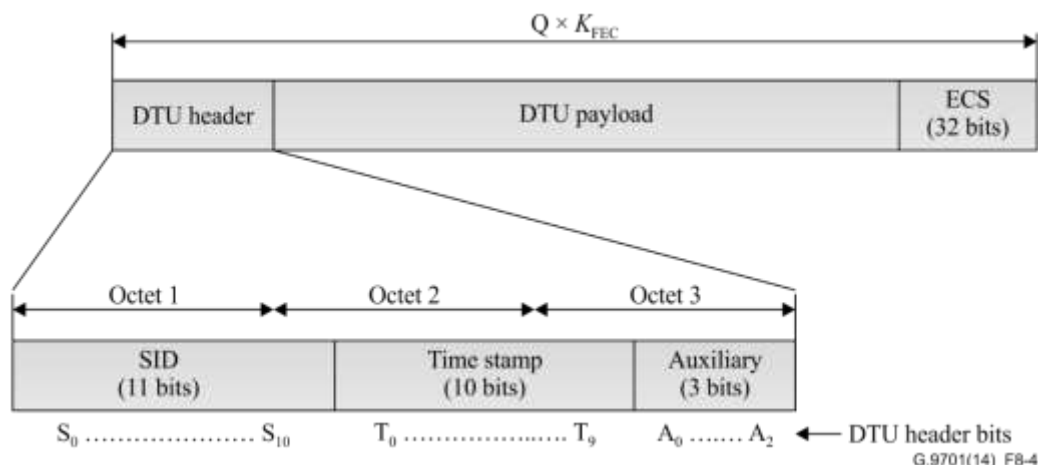 Q × K_FEC
DTU header
DTU payload
ECS
(32 bits)
Octet 1
Octet 2
Octet 3
SID
(11 bits)
Time stamp
(10 bits)
Auxiliary
(3 bits)
S₀ ........................ S₁₀
T₀ ........................ T₉
A₀ ....... A₂
DTU header bits
G.9701(14)_F8-4